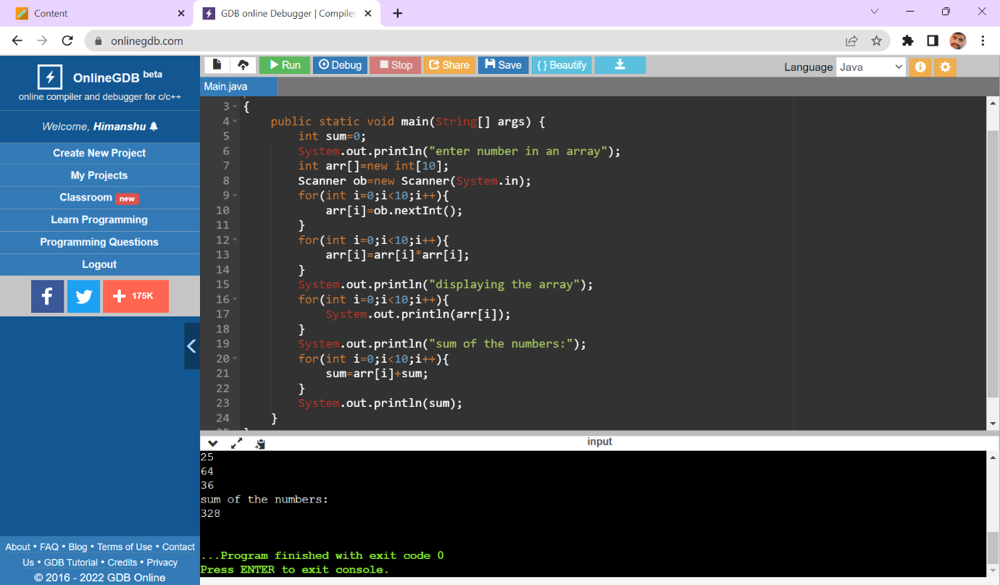 Content
GDB online Debugger | Compiler
onlinegdb.com
OnlineGDB beta
online compiler and debugger for c/c++
Welcome, Himanshu
Create New Project
My Projects
Classroom new
Learn Programming
Programming Questions
Logout
f
+ 175K
About • FAQ • Blog • Terms of Use • Contact
Us • GDB Tutorial • Credits • Privacy
© 2016 - 2022 GDB Online
Run Debug Stop Share Save { } Beautify
Language Java
Main.java
3 {
4     public static void main(String[] args) {
5         int sum=0;
6         System.out.println("enter number in an array");
7         int arr[]=new int[10];
8         Scanner ob=new Scanner(System.in);
9         for(int i=0;i<10;i++){
10             arr[i]=ob.nextInt();
11         }
12         for(int i=0;i<10;i++){
13             arr[i]=arr[i]*arr[i];
14         }
15         System.out.println("displaying the array");
16         for(int i=0;i<10;i++){
17             System.out.println(arr[i]);
18         }
19         System.out.println("sum of the numbers:");
20         for(int i=0;i<10;i++){
21             sum=arr[i]+sum;
22         }
23         System.out.println(sum);
24     }
input
25
64
36
sum of the numbers:
328
...Program finished with exit code 0
Press ENTER to exit console.